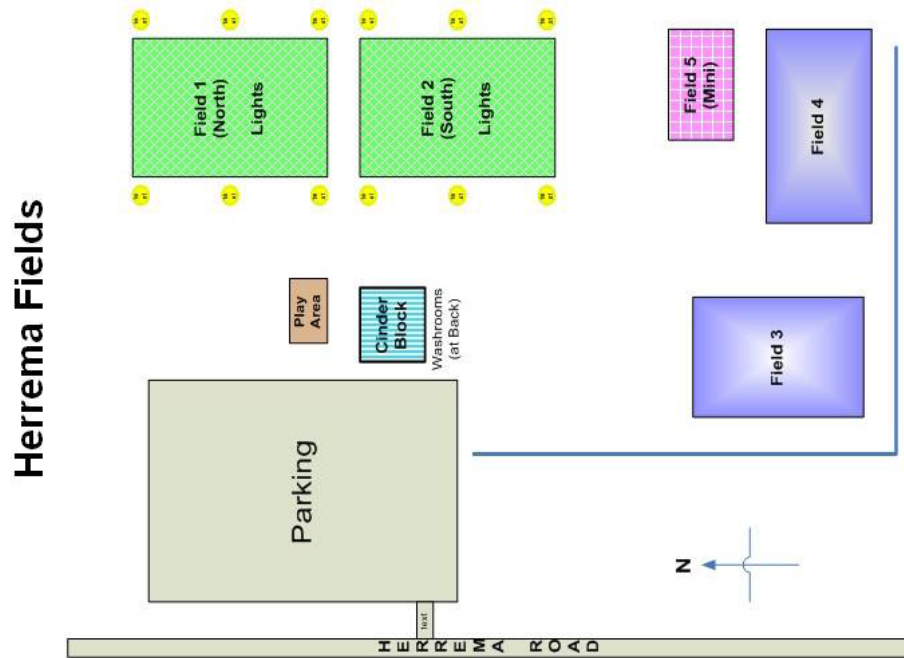 Herrema Fields
Field 1
(North)
Lights
Field 2
(South)
Lights
Field 5
(Mini)
Field 4
Play
Area
Cinder
Block
Washrooms
(at Back)
Field 3
Parking
N
text
HERREMA ROAD